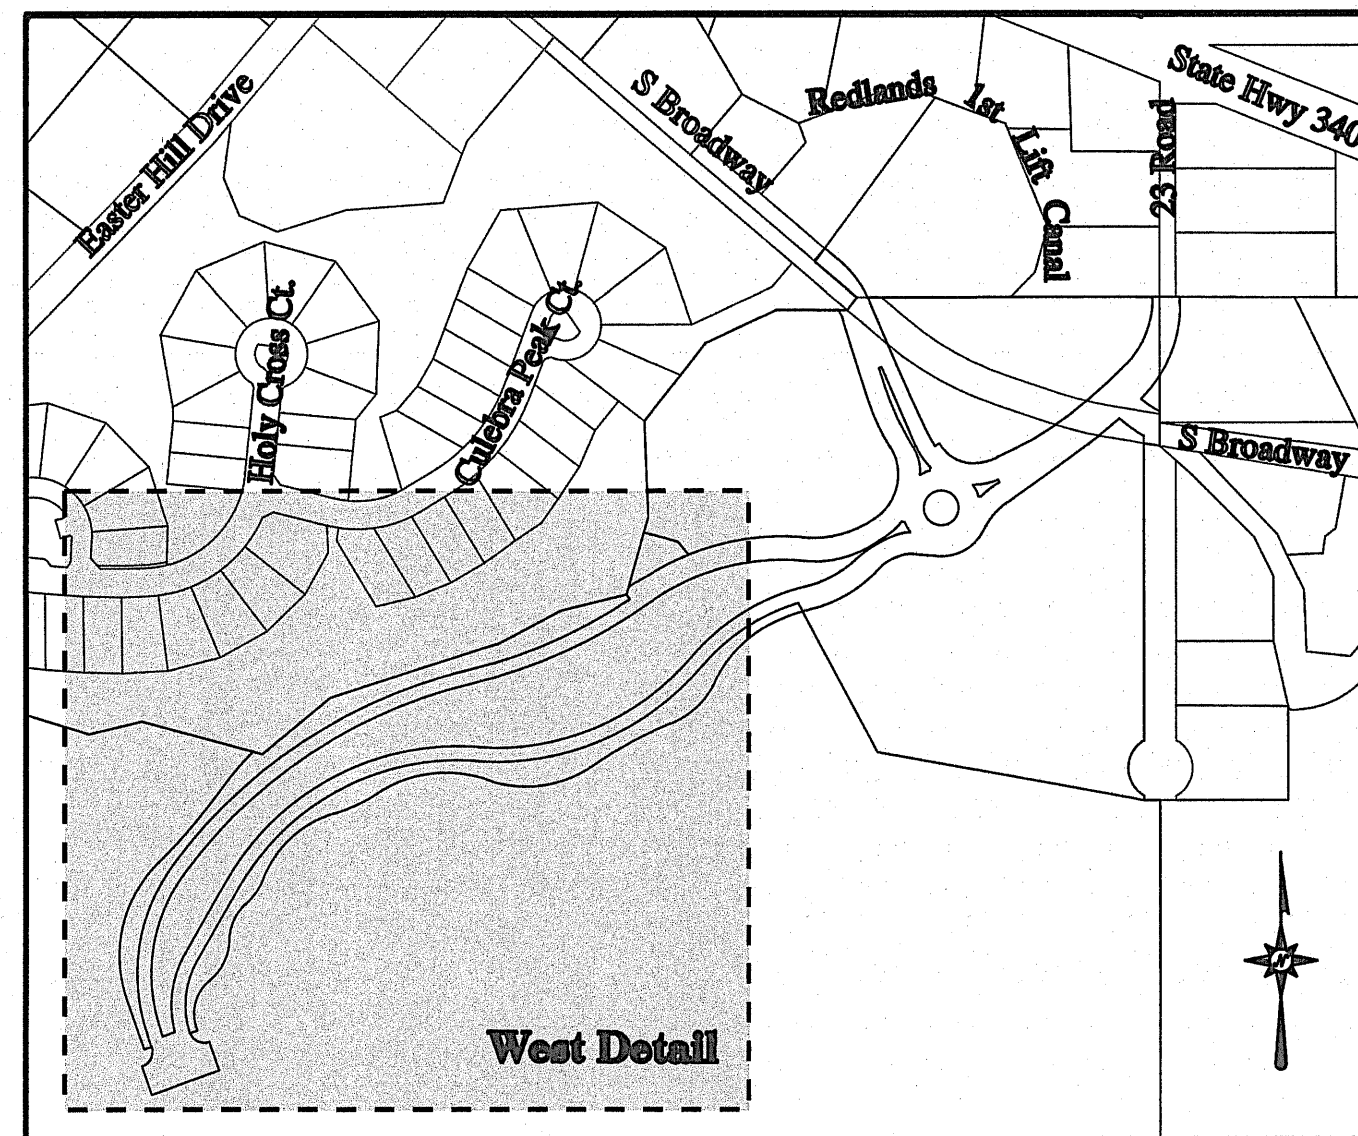 State Hwy 340
S Broadway
Redlands
1st
Lift
Canal
23 Road
Easter Hill Drive
Holy Cross Ct.
Culebra Peak Ct.
S Broadway
N
West Detail